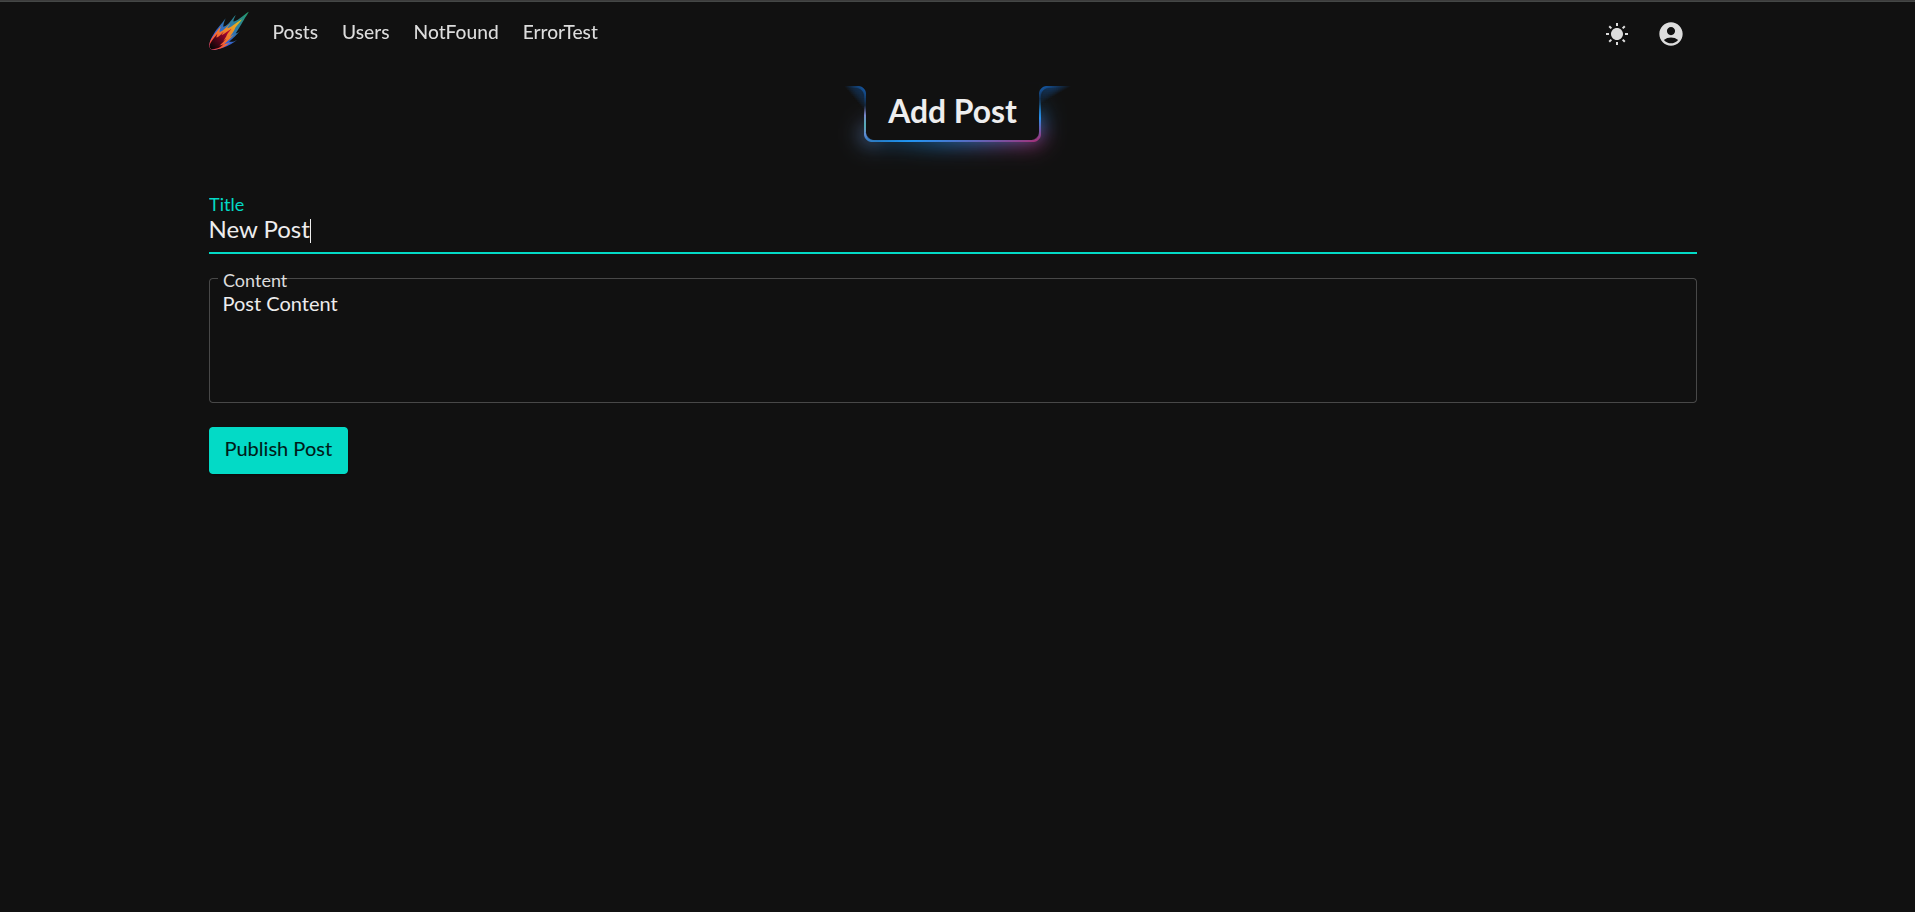 Posts Users NotFound ErrorTest
Add Post
Title
New Post
Content
Post Content
Publish Post